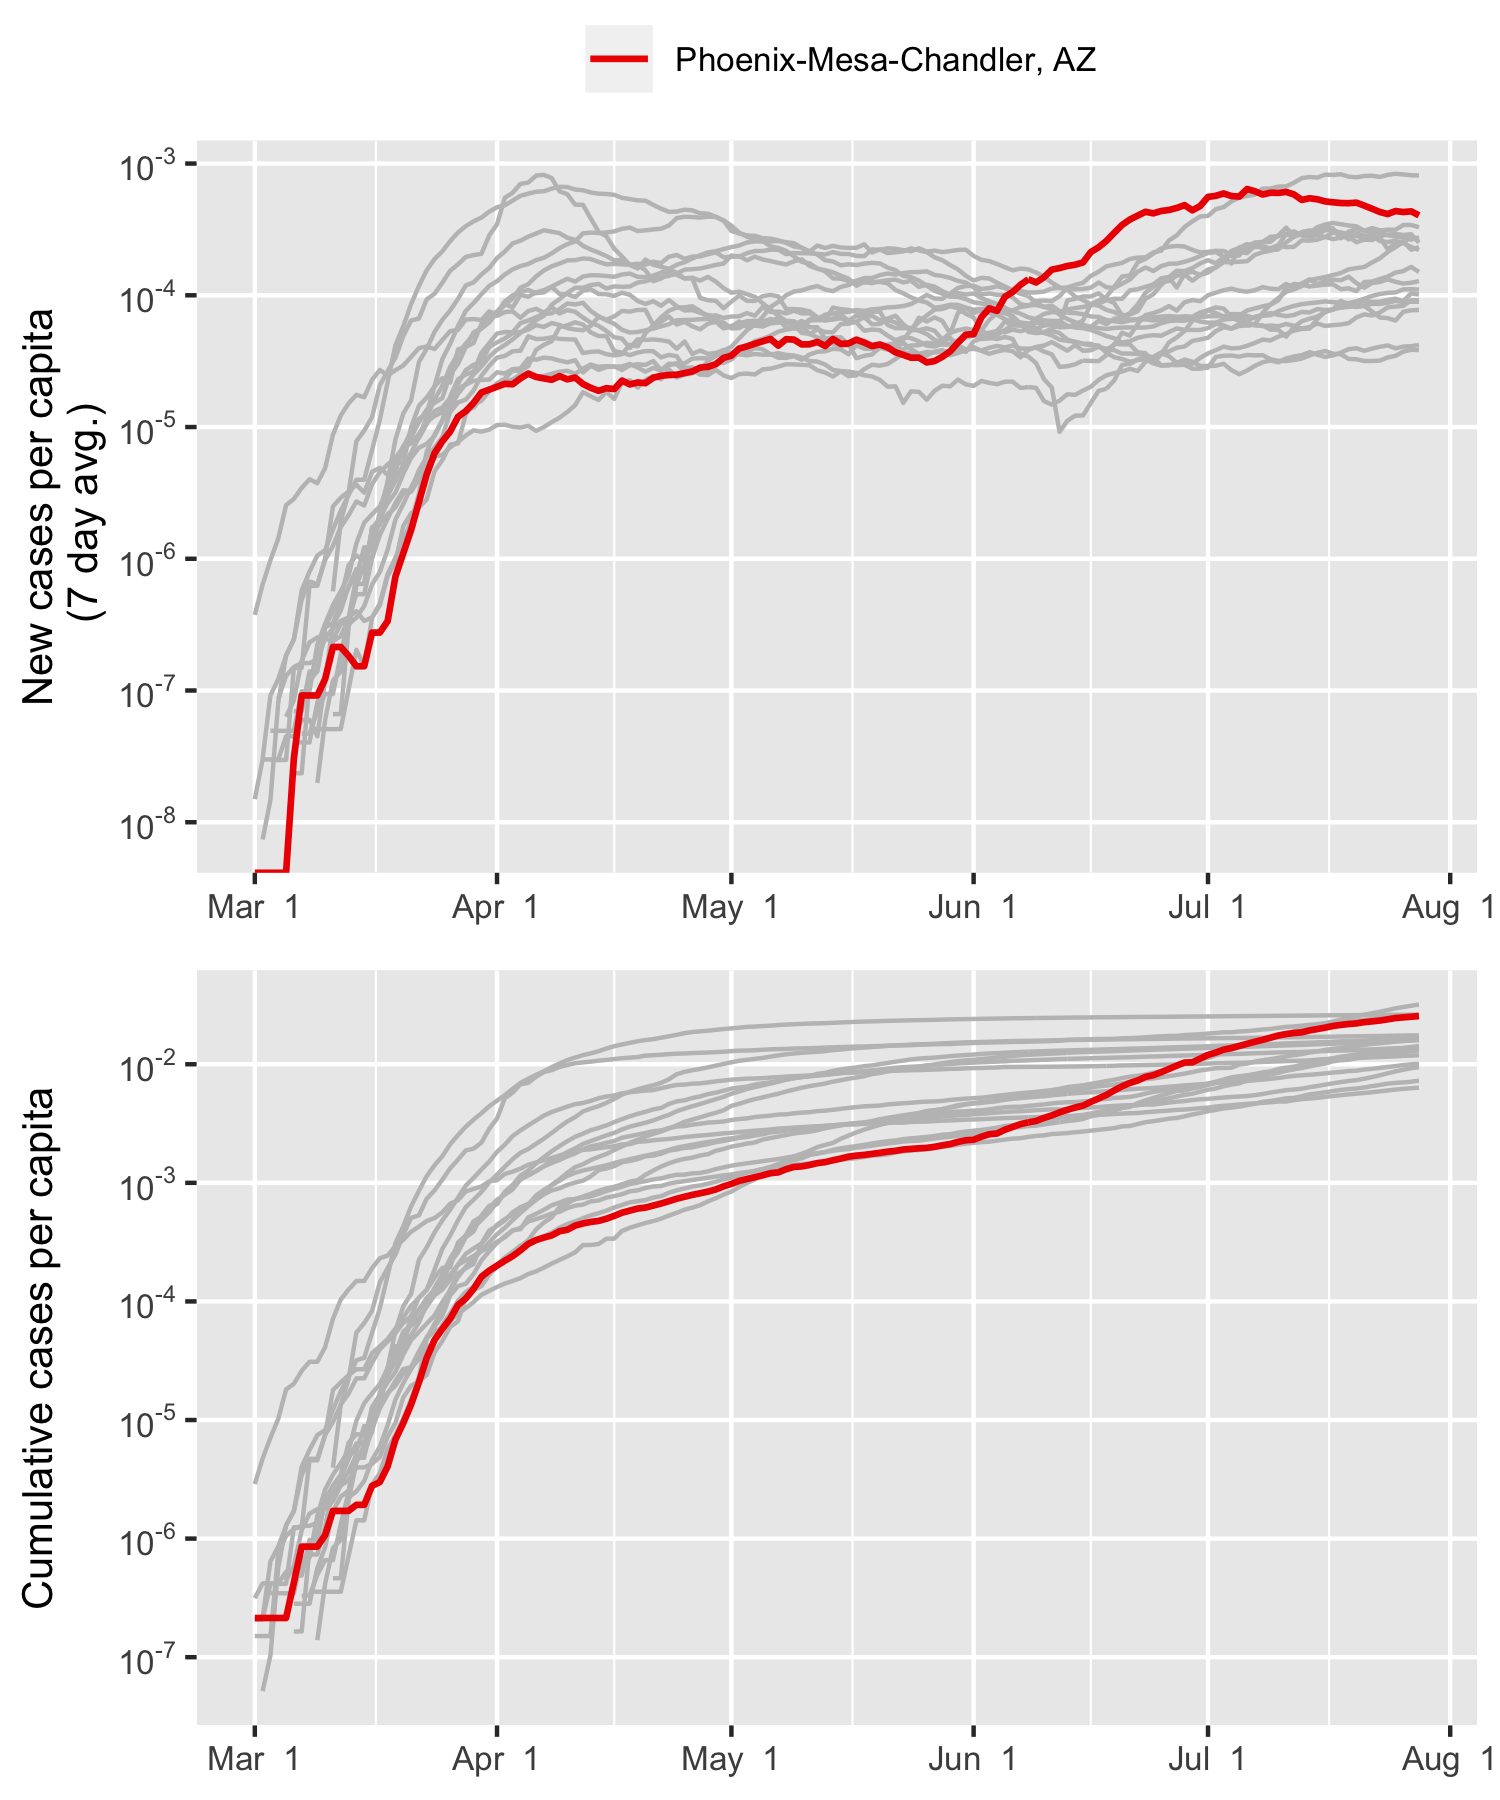 Phoenix-Mesa-Chandler, AZ
New cases per capita
(7 day avg.)
10-3
10-4
10-5
10-6
10-7
10-8
Mar 1 Apr 1 May 1 Jun 1 Jul 1 Aug 1
Cumulative cases per capita
10-2
10-3
10-4
10-5
10-6
10-7
Mar 1 Apr 1 May 1 Jun 1 Jul 1 Aug 1